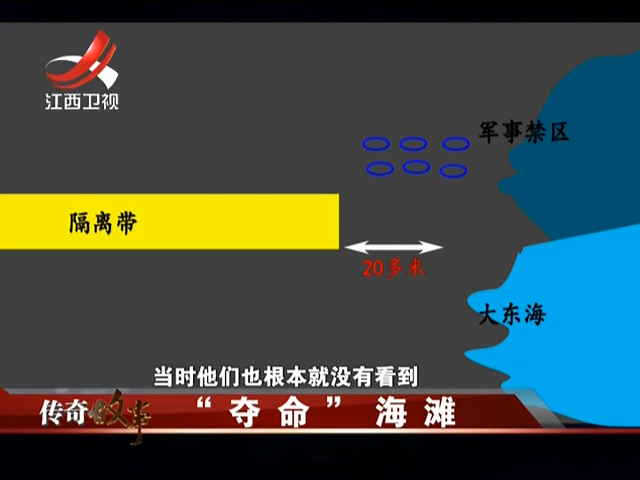 江西卫视
军事禁区
隔离带
20多米
大东海
当时他们也根本就没有看到
传奇故事
“夺命”海滩